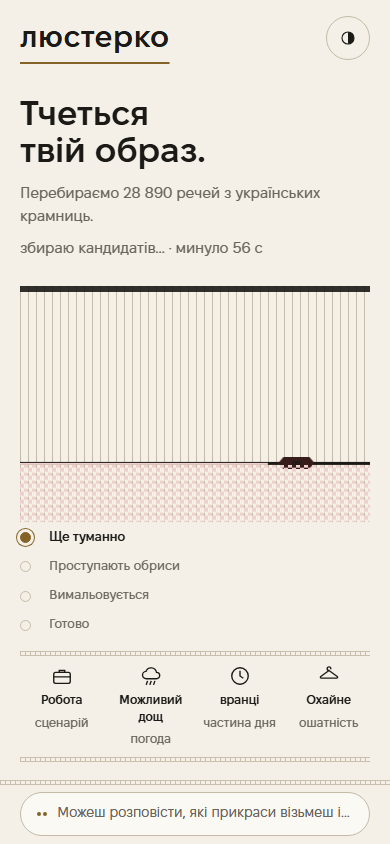 люстерко
Тчеться
твій образ.
Перебираємо 28 890 речей з українських
крамниць.
збираю кандидатів... · минуло 56 с
Ще туманно
Проступають обриси
Вимальовується
Готово
Робота
сценарій
Можливий
дощ
погода
вранці
частина дня
Охайне
ошатність
Можеш розповісти, які прикраси візьмеш і...